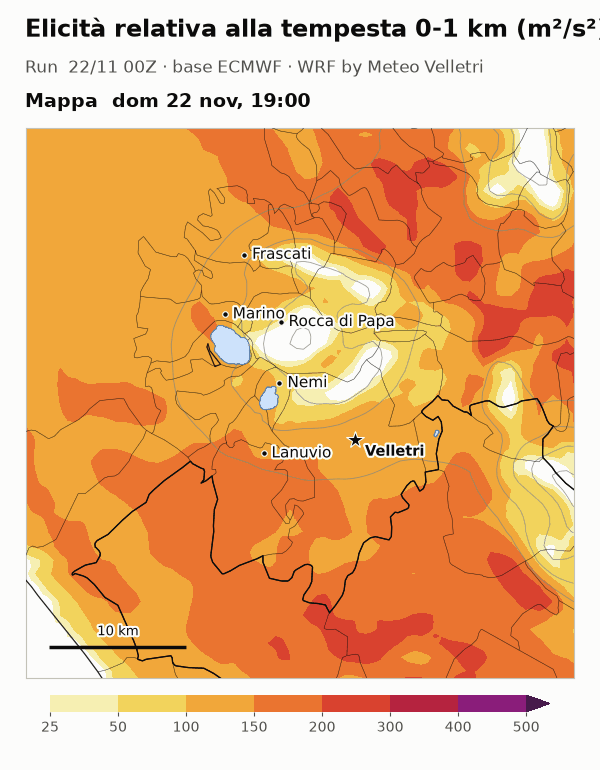 Elicità relativa alla tempesta 0-1 km (m²/s²)
Run  22/11 00Z · base ECMWF · WRF by Meteo Velletri
Mappa  dom 22 nov, 19:00
Frascati
Marino
Rocca di Papa
Nemi
Velletri
Lanuvio
10 km
25 50 100 150 200 300 400 500